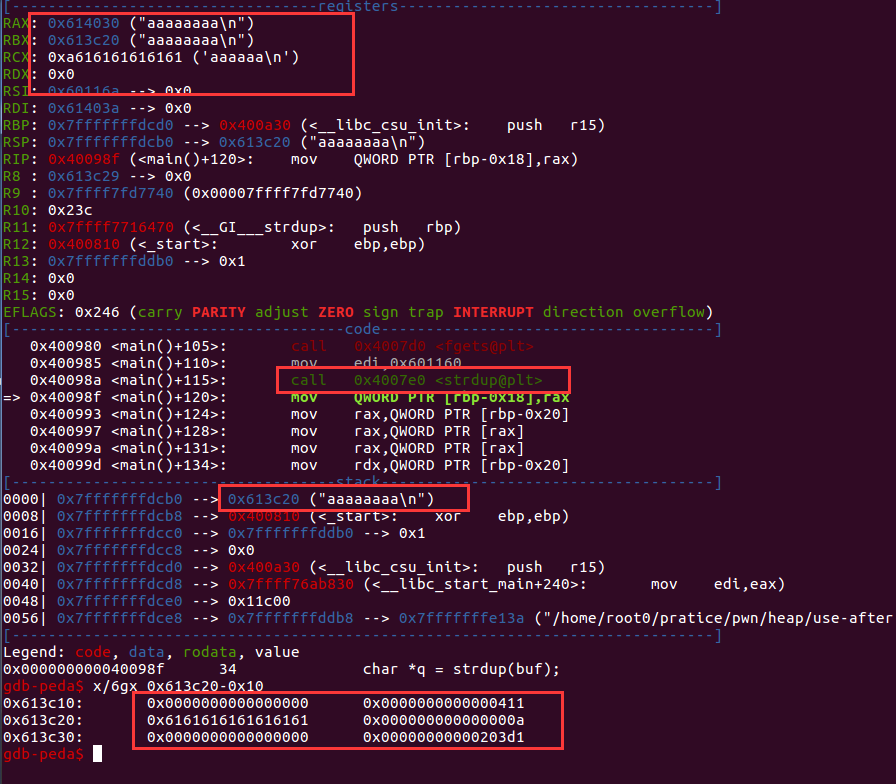 [----------------------------------registers-----------------------------------]
RAX: 0x614030 ("aaaaaaaa\n")
RBX: 0x613c20 ("aaaaaaaa\n")
RCX: 0xa616161616161 ('aaaaaa\n')
RDX: 0x0
RSI: 0x60116a --> 0x0
RDI: 0x61403a --> 0x0
RBP: 0x7fffffffdcd0 --> 0x400a30 (<__libc_csu_init>: push r15)
RSP: 0x7fffffffdcb0 --> 0x613c20 ("aaaaaaaa\n")
RIP: 0x40098f (<main()+120>: mov QWORD PTR [rbp-0x18],rax)
R8 : 0x613c29 --> 0x0
R9 : 0x7ffff7fd7740 (0x00007ffff7fd7740)
R10: 0x23c
R11: 0x7ffff7716470 (<__GI___strdup>: push rbp)
R12: 0x400810 (<_start>: xor ebp,ebp)
R13: 0x7fffffffddb0 --> 0x1
R14: 0x0
R15: 0x0
EFLAGS: 0x246 (carry PARITY adjust ZERO sign trap INTERRUPT direction overflow)
[-------------------------------------code-------------------------------------]
0x400980 <main()+105>: call 0x4007d0 <fgets@plt>
0x400985 <main()+110>: mov edi,0x601160
0x40098a <main()+115>: call 0x4007e0 <strdup@plt>
=> 0x40098f <main()+120>: mov QWORD PTR [rbp-0x18],rax
0x400993 <main()+124>: mov rax,QWORD PTR [rbp-0x20]
0x400997 <main()+128>: mov rax,QWORD PTR [rax]
0x40099a <main()+131>: mov rax,QWORD PTR [rax]
0x40099d <main()+134>: mov rdx,QWORD PTR [rbp-0x20]
[------------------------------------stack-------------------------------------]
0000| 0x7fffffffdcb0 --> 0x613c20 ("aaaaaaaa\n")
0008| 0x7fffffffdcb8 --> 0x400810 (<_start>: xor ebp,ebp)
0016| 0x7fffffffdcc0 --> 0x7fffffffddb0 --> 0x1
0024| 0x7fffffffdcc8 --> 0x0
0032| 0x7fffffffdcd0 --> 0x400a30 (<__libc_csu_init>: push r15)
0040| 0x7fffffffdcd8 --> 0x7ffff76ab830 (<__libc_start_main+240>: mov edi,eax)
0048| 0x7fffffffdce0 --> 0x11c00
0056| 0x7fffffffdce8 --> 0x7fffffffddb8 --> 0x7fffffffe13a ("/home/root0/pratice/pwn/heap/use-after
[------------------------------------------------------------------------------]
Legend: code, data, rodata, value
0x000000000040098f 34 char *q = strdup(buf);
gdb-peda$ x/6gx 0x613c20-0x10
0x613c10: 0x0000000000000000 0x0000000000000411
0x613c20: 0x6161616161616161 0x000000000000000a
0x613c30: 0x0000000000000000 0x00000000000203d1
gdb-peda$